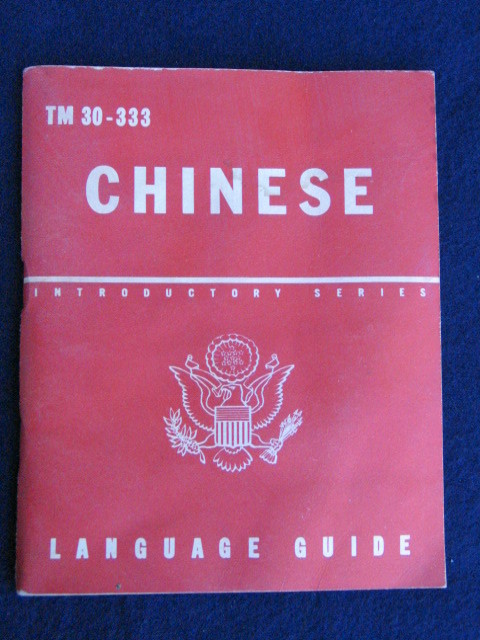 TM 30-333
CHINESE
INTRODUCTORY SERIES
LANGUAGE GUIDE